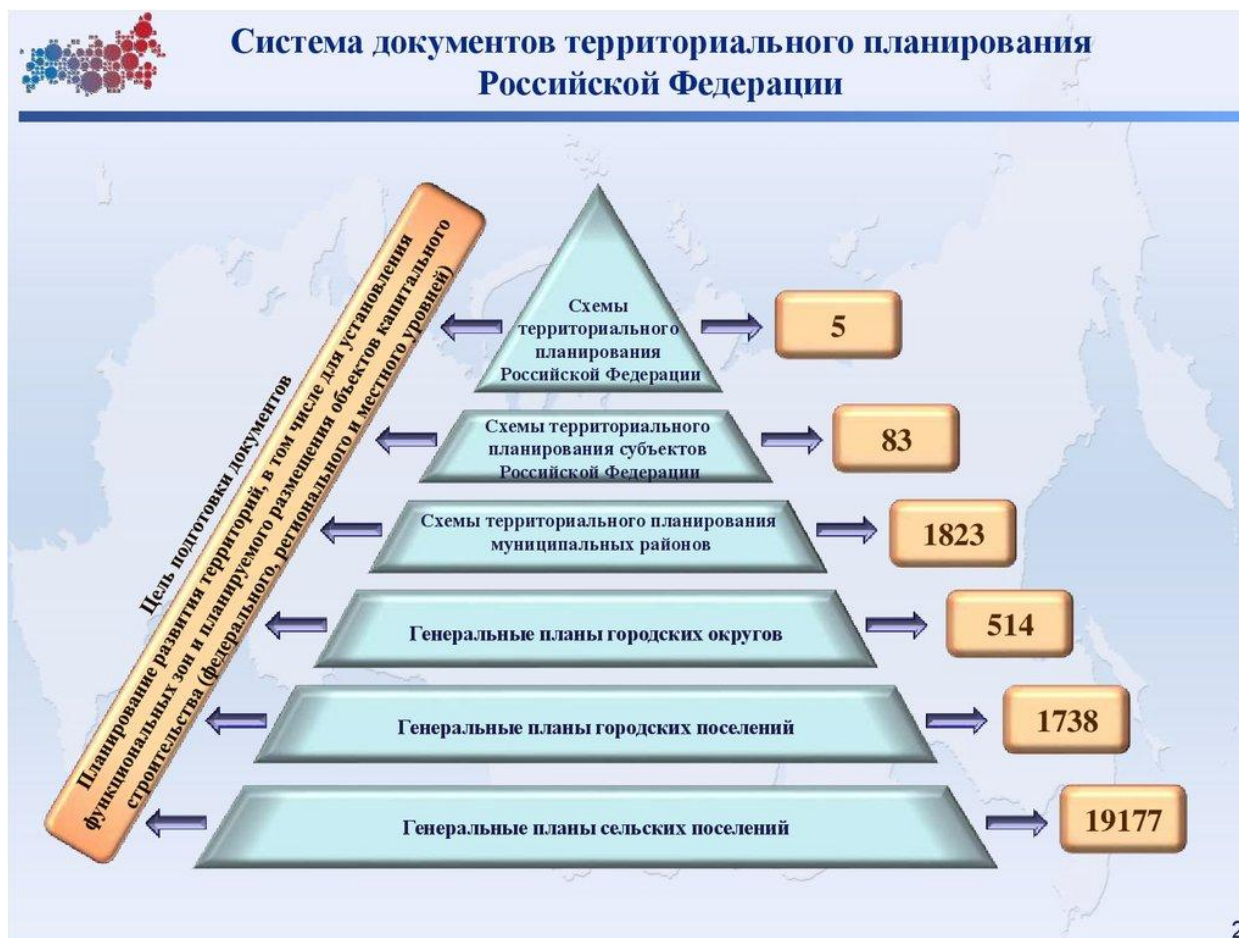 Система документов территориального планирования
Российской Федерации
Цель подготовки документов
Планирование развития территорий, в том числе для установления
функциональных зон и планируемого размещения объектов капитального
строительства (федерального, регионального и местного уровней)
Схемы
территориального
планирования
Российской Федерации
5
Схемы территориального
планирования субъектов
Российской Федерации
83
Схемы территориального планирования
муниципальных районов
1823
Генеральные планы городских округов
514
Генеральные планы городских поселений
1738
Генеральные планы сельских поселений
19177
2